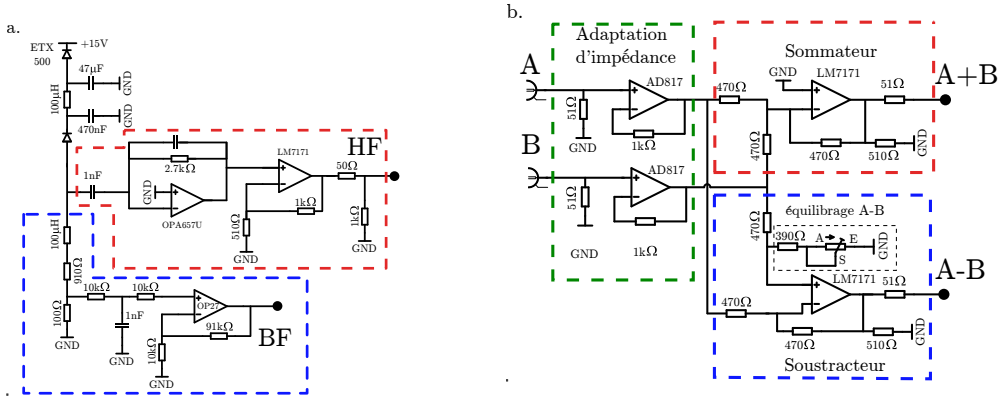 a.
ETX
500
+15V
47µF
GND
100µH
470nF
GND
1nF
2.7kΩ
GND
OPA657U
LM7171
HF
50Ω
1kΩ
510Ω
GND
1kΩ
GND
100µH
910Ω
10kΩ
10kΩ
100Ω
GND
1nF
GND
OP27
91kΩ
10kΩ
GND
BF
b.
Adaptation
d'impédance
A
51Ω
GND
AD817
1kΩ
B
51Ω
GND
AD817
1kΩ
Sommateur
470Ω
GND
LM7171
51Ω
A+B
470Ω
470Ω
510Ω
GND
470Ω
équilibrage A-B
390Ω
A
E
S
GND
LM7171
51Ω
A-B
470Ω
470Ω
510Ω
GND
Soustracteur